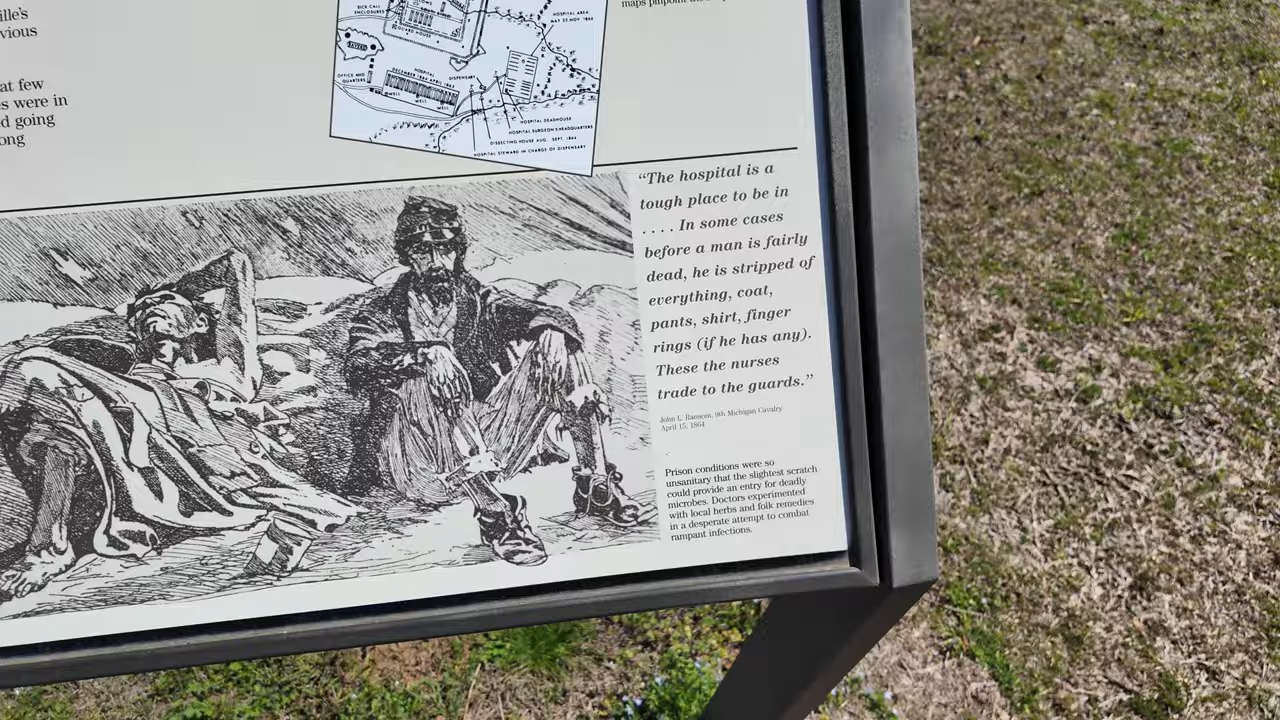 ille's
vious
at few
es were in
d going
ong
SICK CALL
ENCLOSURES
HOSPITAL AREA
MAY 22-NOV. 1864
OFFICE AND
QUARTERS
HOSPITAL
DECEMBER 1864 APRIL 1865
DISPENSARY
WELL
WELL
WELL
HOSPITAL DEADHOUSE
HOSPITAL SURGEON'S HEADQUARTERS
DISSECTING HOUSE AUG. SEPT. 1864
HOSPITAL STEWARD IN CHARGE OF DISPENSARY
maps pinpoint
“The hospital is a
tough place to be in
. . . . In some cases
before a man is fairly
dead, he is stripped of
everything, coat,
pants, shirt, finger
rings (if he has any).
These the nurses
trade to the guards.”
John L. Ransom, 9th Michigan Cavalry
April 15, 1864
Prison conditions were so
unsanitary that the slightest scratch
could provide an entry for deadly
microbes. Doctors experimented
with local herbs and folk remedies
in a desperate attempt to combat
rampant infections.